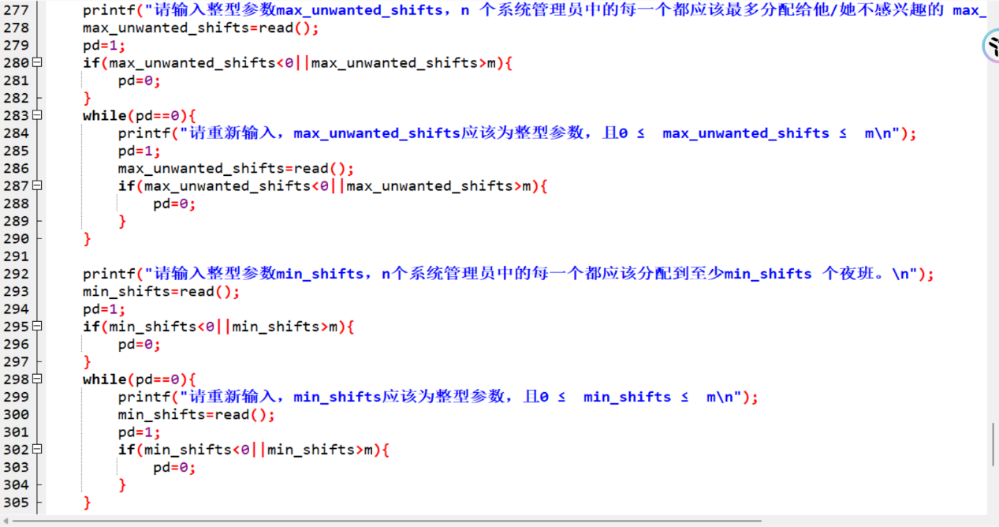 277 printf("请输入整型参数max_unwanted_shifts，n 个系统管理员中的每一个都应该最多分配给他/她不感兴趣的 max_
278 max_unwanted_shifts=read();
279 pd=1;
280 if(max_unwanted_shifts<0||max_unwanted_shifts>m){
281 pd=0;
282 }
283 while(pd==0){
284 printf("请重新输入，max_unwanted_shifts应该为整型参数，且0 ≤  max_unwanted_shifts ≤  m\n");
285 pd=1;
286 max_unwanted_shifts=read();
287 if(max_unwanted_shifts<0||max_unwanted_shifts>m){
288 pd=0;
289 }
290 }
291
292 printf("请输入整型参数min_shifts，n个系统管理员中的每一个都应该分配到至少min_shifts 个夜班。\n");
293 min_shifts=read();
294 pd=1;
295 if(min_shifts<0||min_shifts>m){
296 pd=0;
297 }
298 while(pd==0){
299 printf("请重新输入，min_shifts应该为整型参数，且0 ≤  min_shifts ≤  m\n");
300 min_shifts=read();
301 pd=1;
302 if(min_shifts<0||min_shifts>m){
303 pd=0;
304 }
305 }